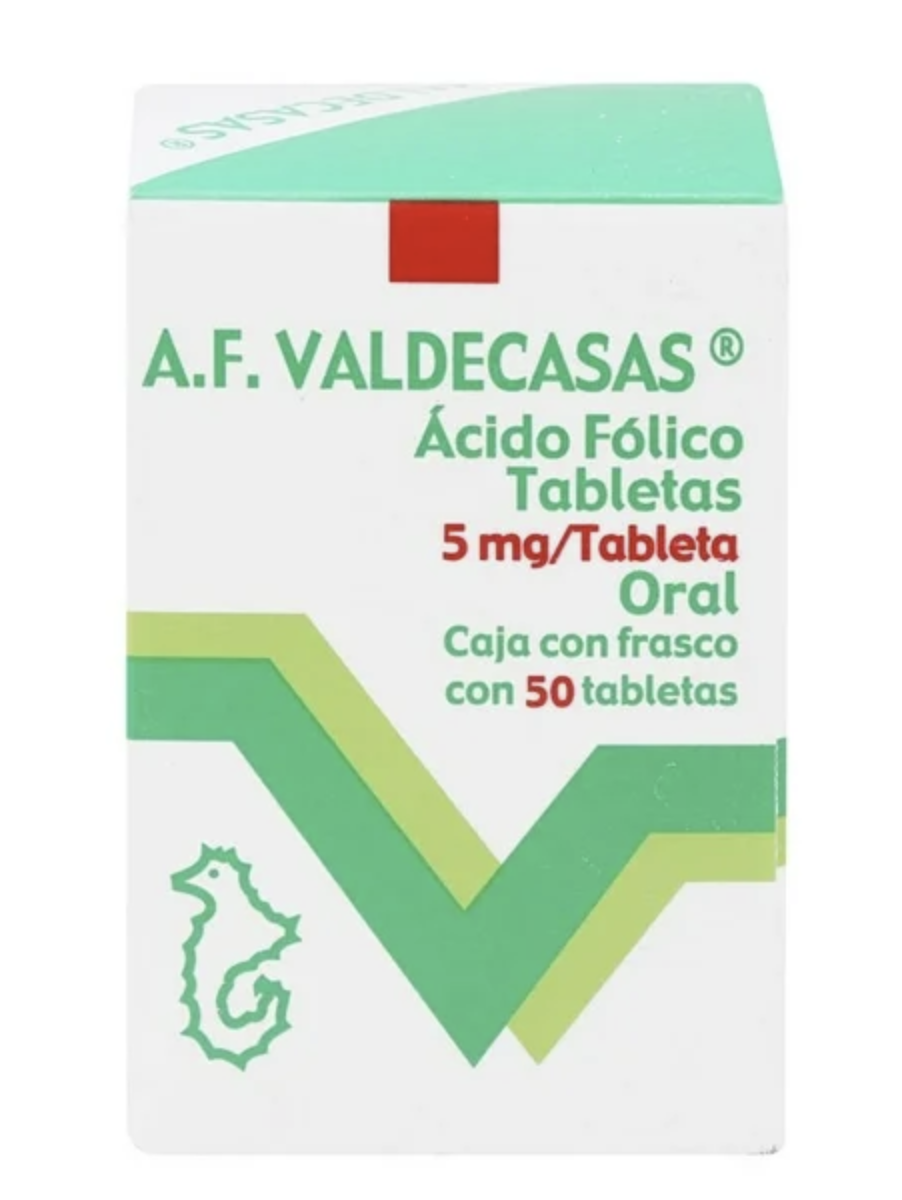 A.F. VALDECASAS ®
Ácido Fólico
Tabletas
5 mg/Tableta
Oral
Caja con frasco
con 50 tabletas